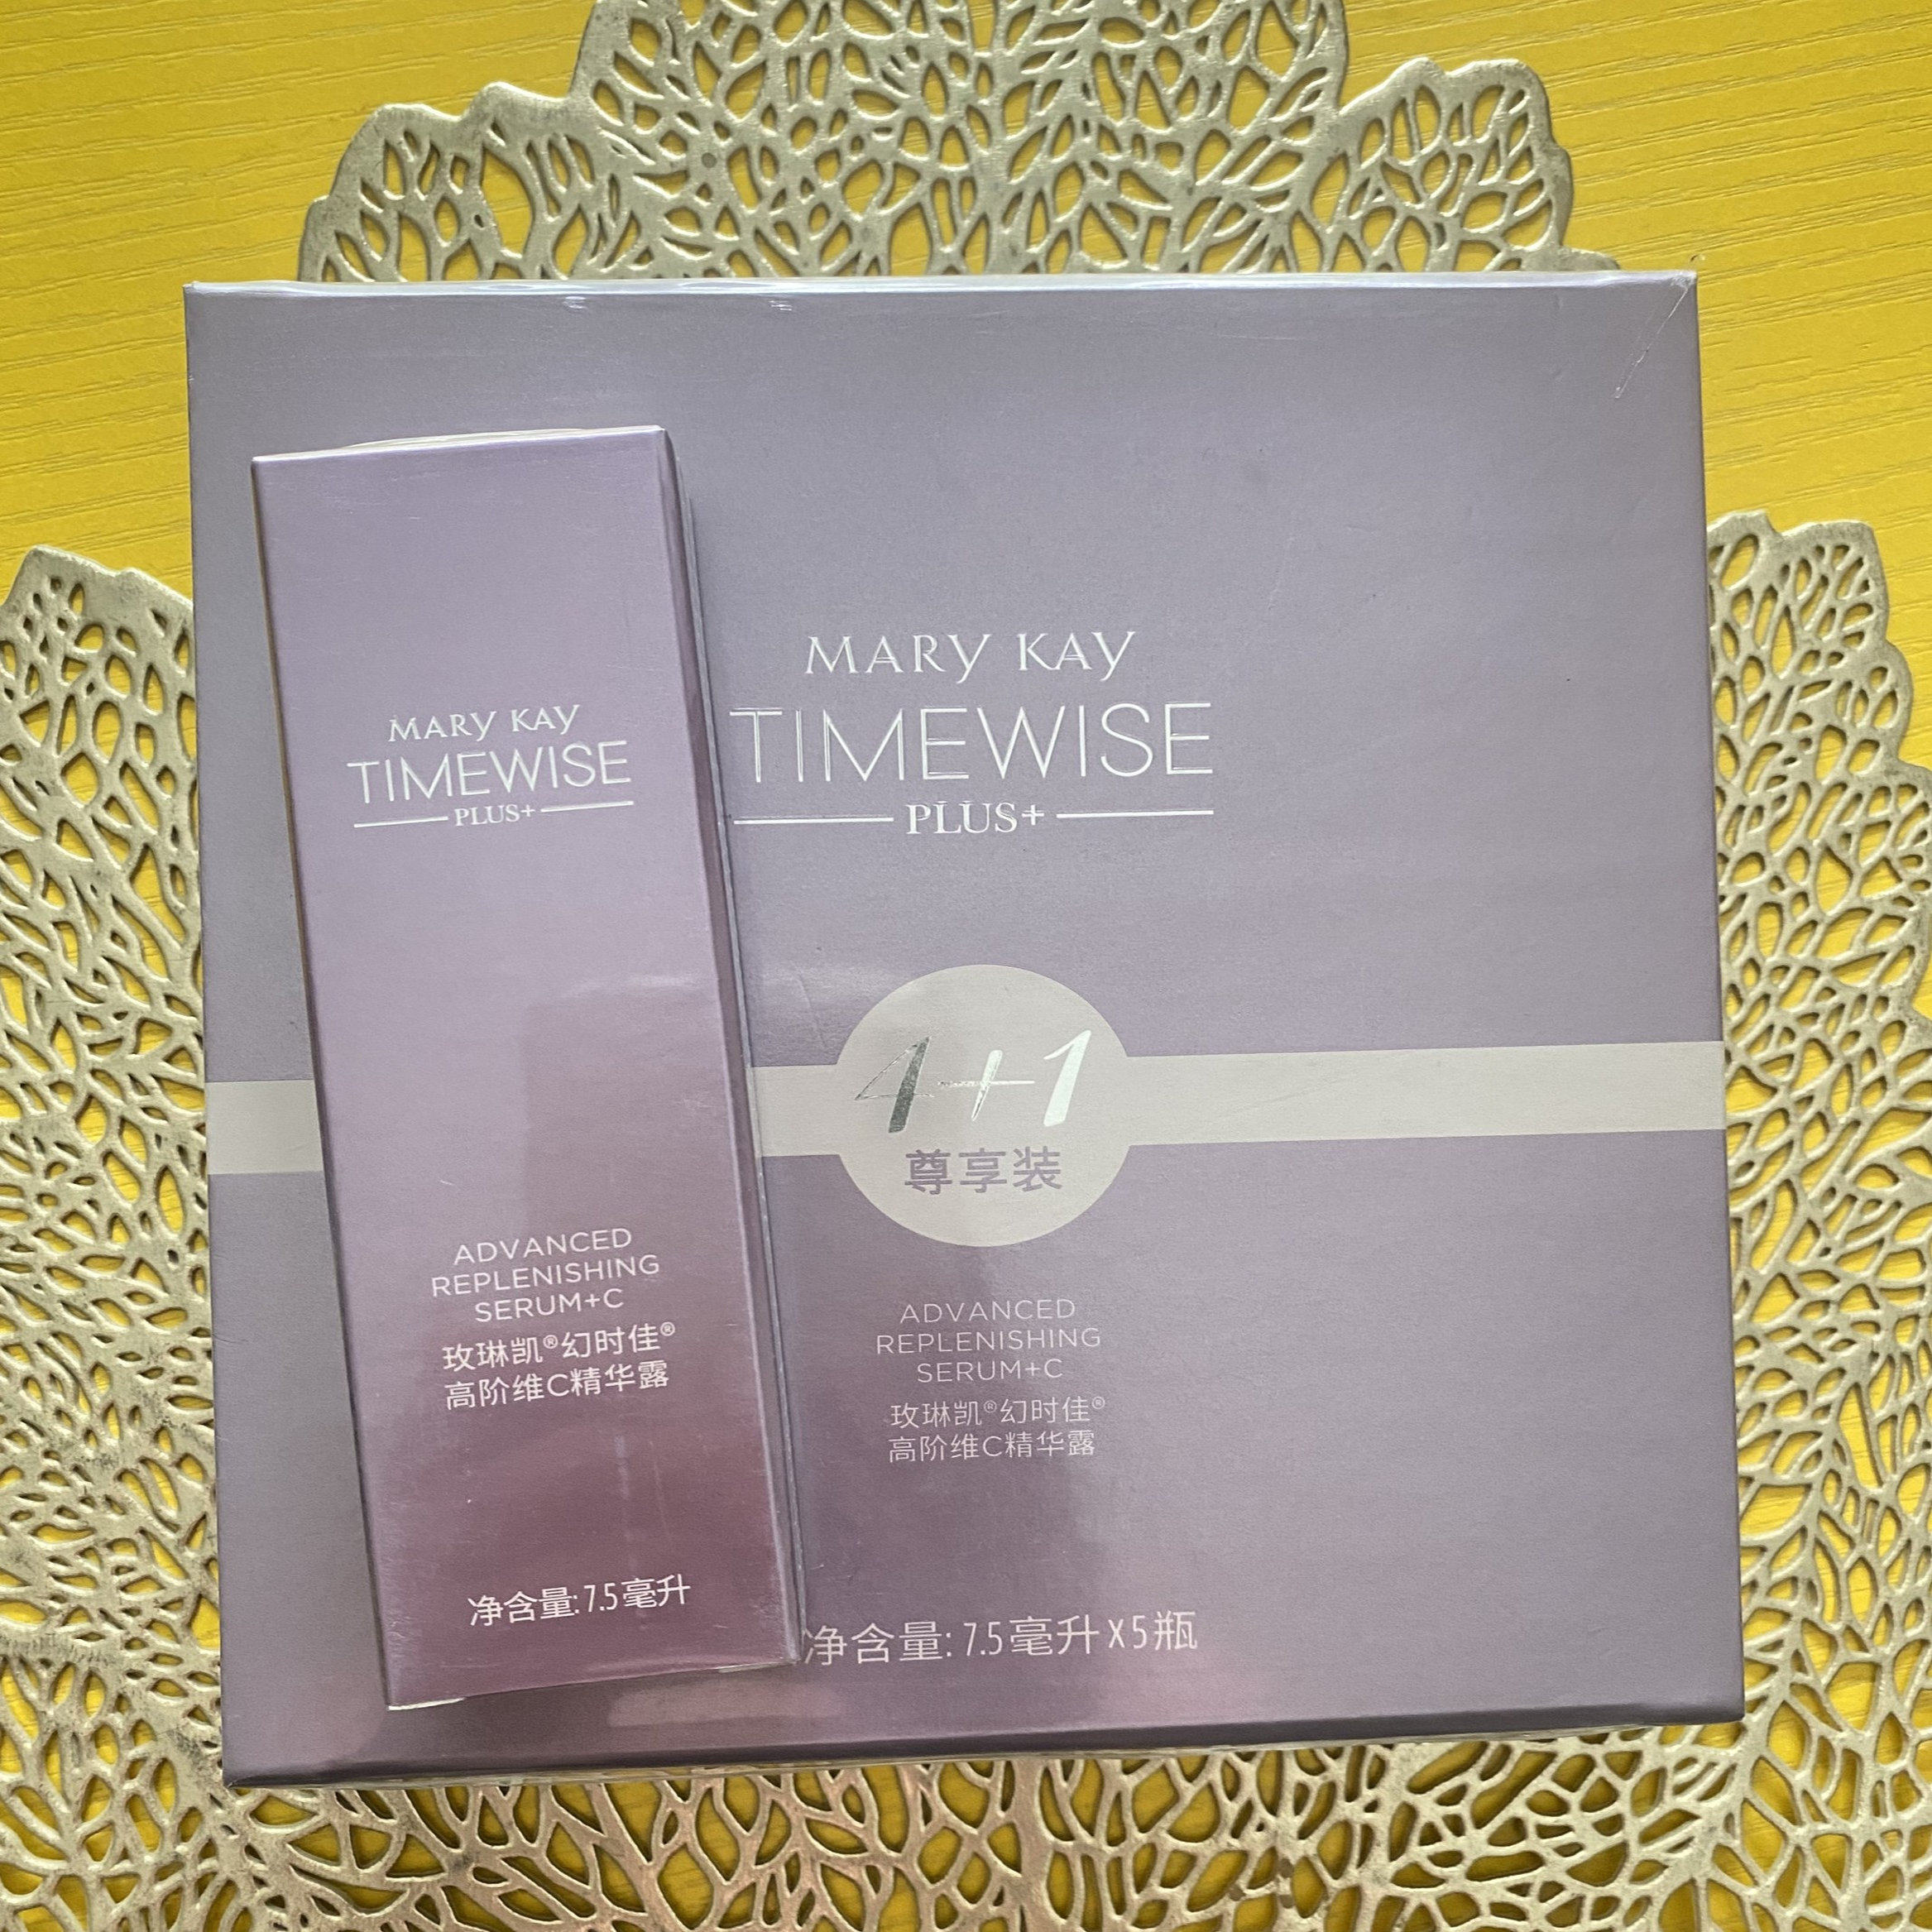 MARY KAY
TIMEWISE
PLUS+
ADVANCED
REPLENISHING
SERUM+C
玫琳凯®幻时佳®
高阶维C精华露
净含量:7.5毫升
MARY KAY
TIMEWISE
PLUS+
4+1
尊享装
ADVANCED
REPLENISHING
SERUM+C
玫琳凯®幻时佳®
高阶维C精华露
净含量:7.5毫升x5瓶